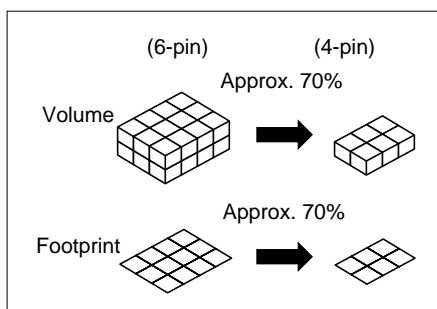 (6-pin) (4-pin)
Approx. 70%
Volume
Approx. 70%
Footprint